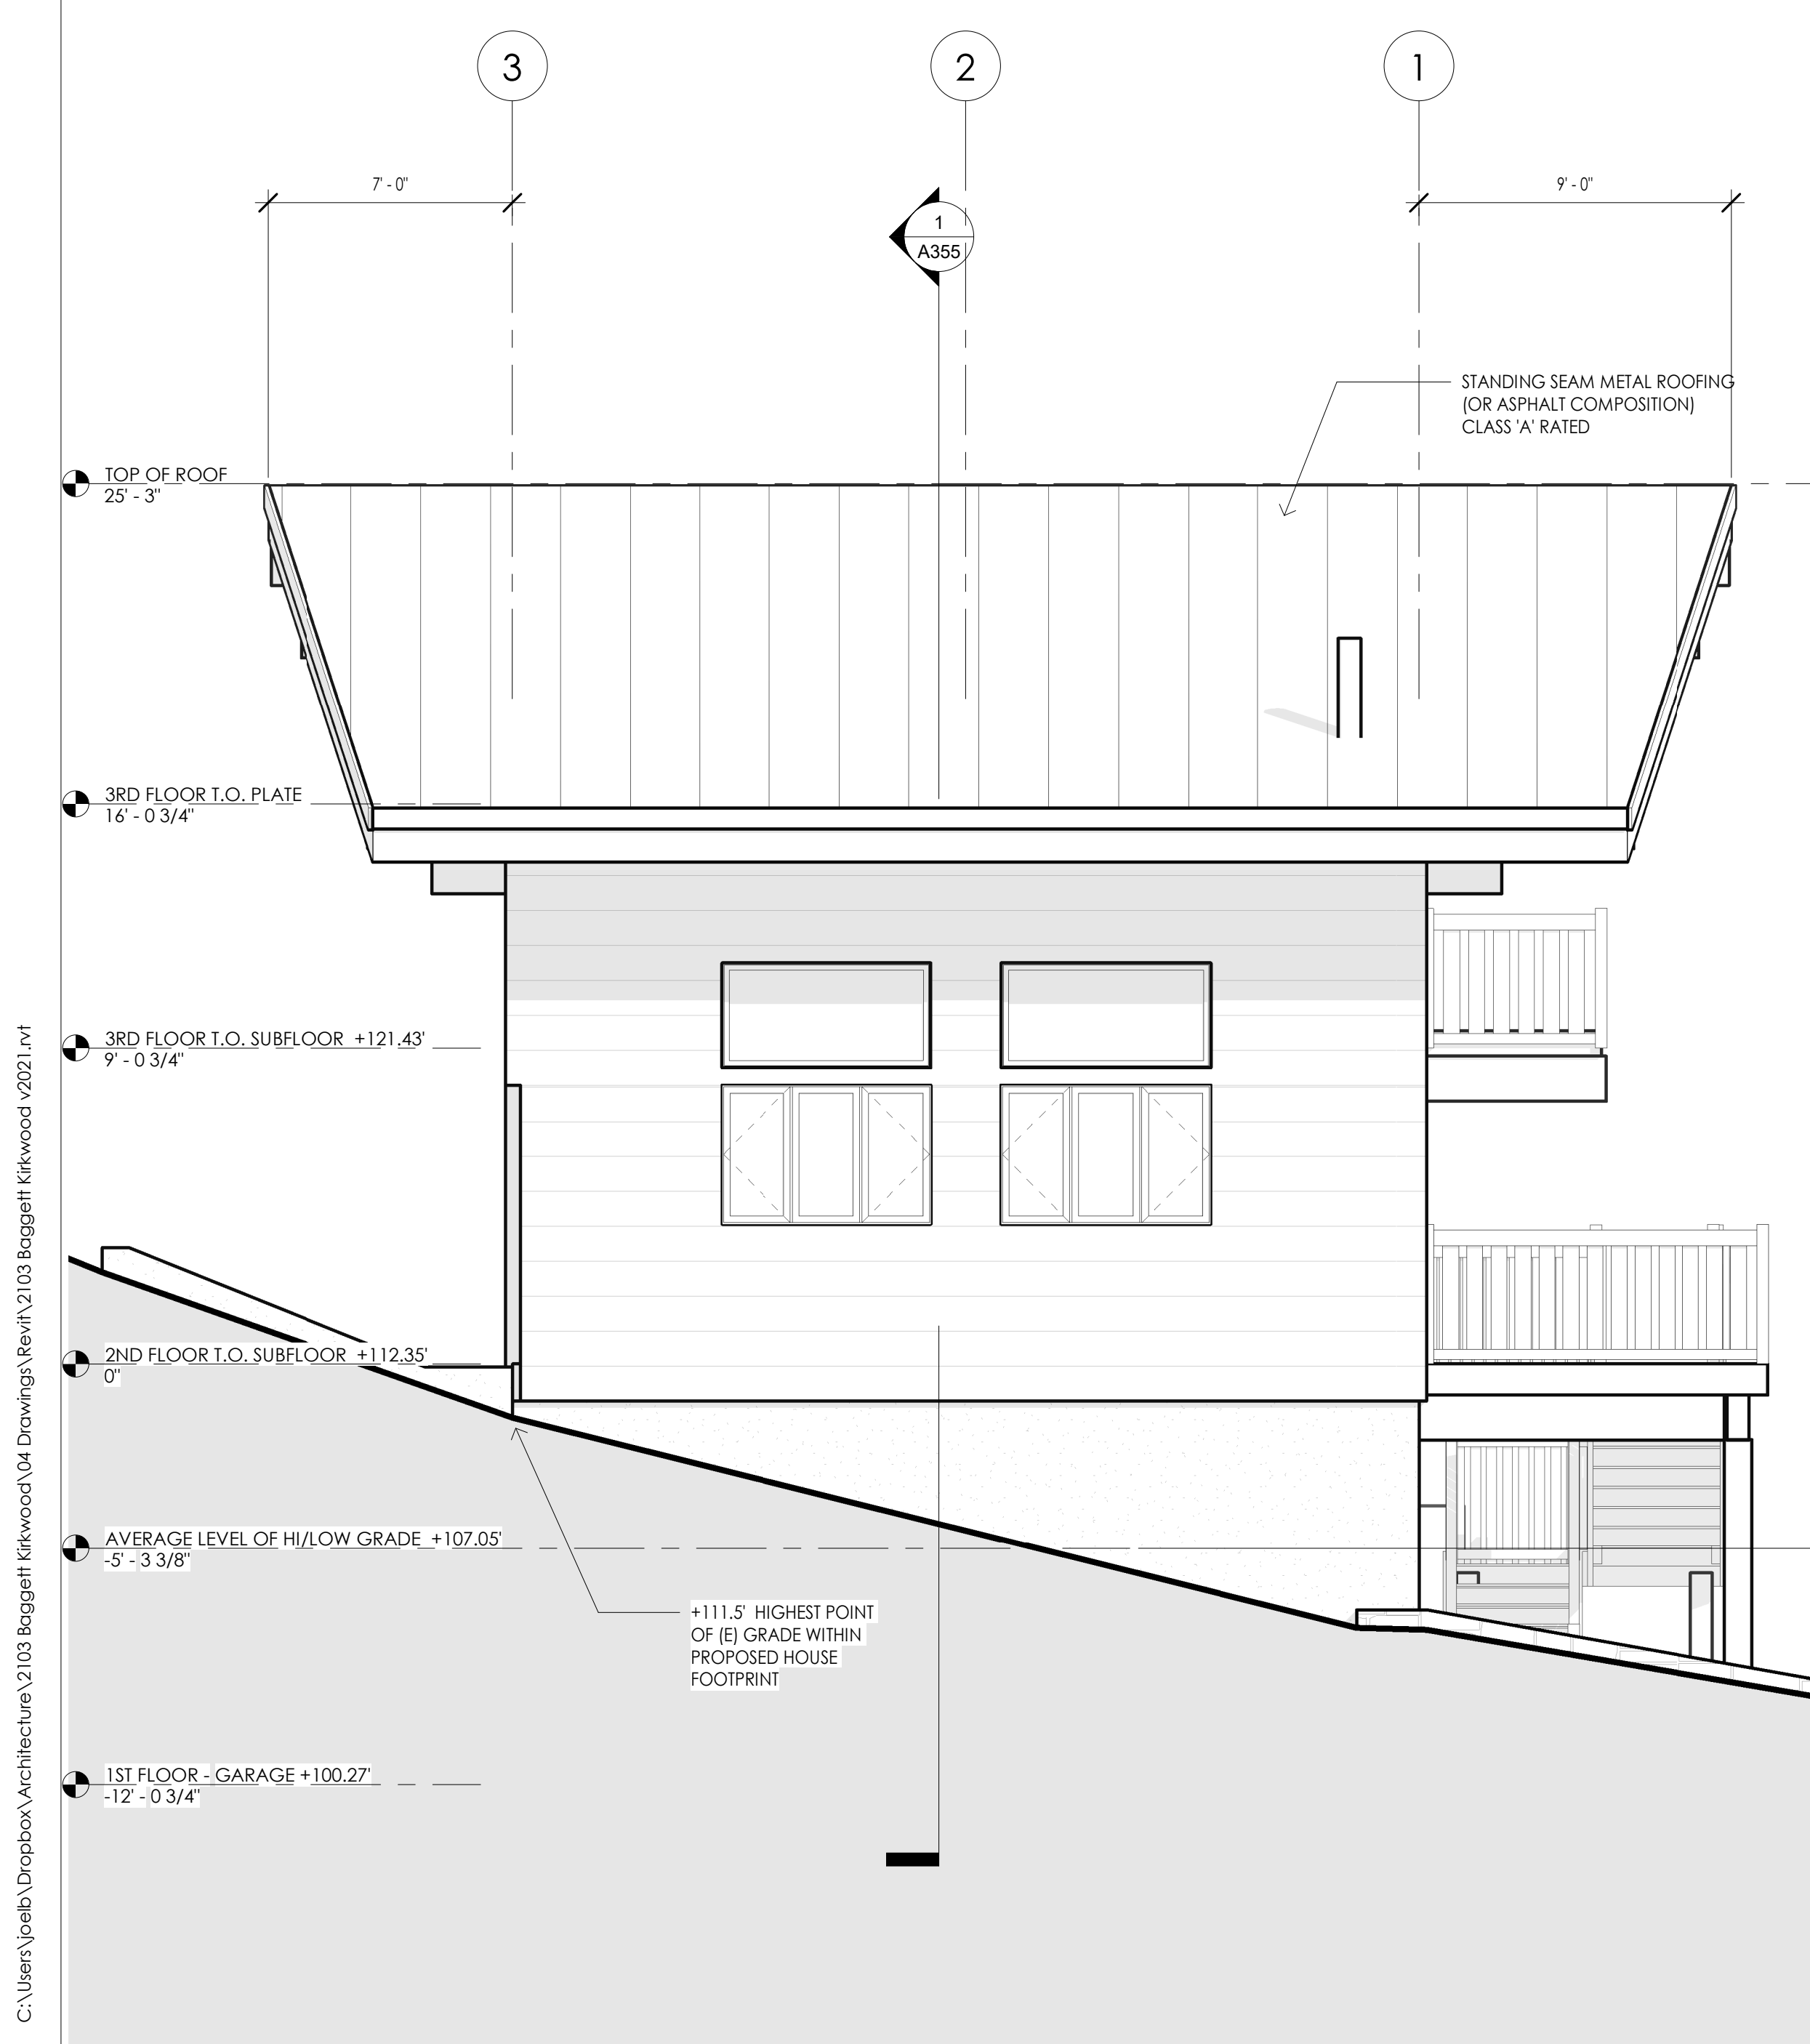 3
2
1
7' - 0"
9' - 0"
1
A355
STANDING SEAM METAL ROOFING
(OR ASPHALT COMPOSITION)
CLASS 'A' RATED
TOP OF ROOF
25' - 3"
3RD FLOOR T.O. PLATE
16' - 0 3/4"
3RD FLOOR T.O. SUBFLOOR +121.43'
9' - 0 3/4"
2ND FLOOR T.O. SUBFLOOR +112.35'
0"
AVERAGE LEVEL OF HI/LOW GRADE +107.05'
-5' - 3 3/8"
+111.5' HIGHEST POINT
OF (E) GRADE WITHIN
PROPOSED HOUSE
FOOTPRINT
1ST FLOOR - GARAGE +100.27'
-12' - 0 3/4"
C:\Users\joelb\Dropbox\Architecture\2103 Baggett Kirkwood\04 Drawings\Revit\2103 Baggett Kirkwood v2021.rvt